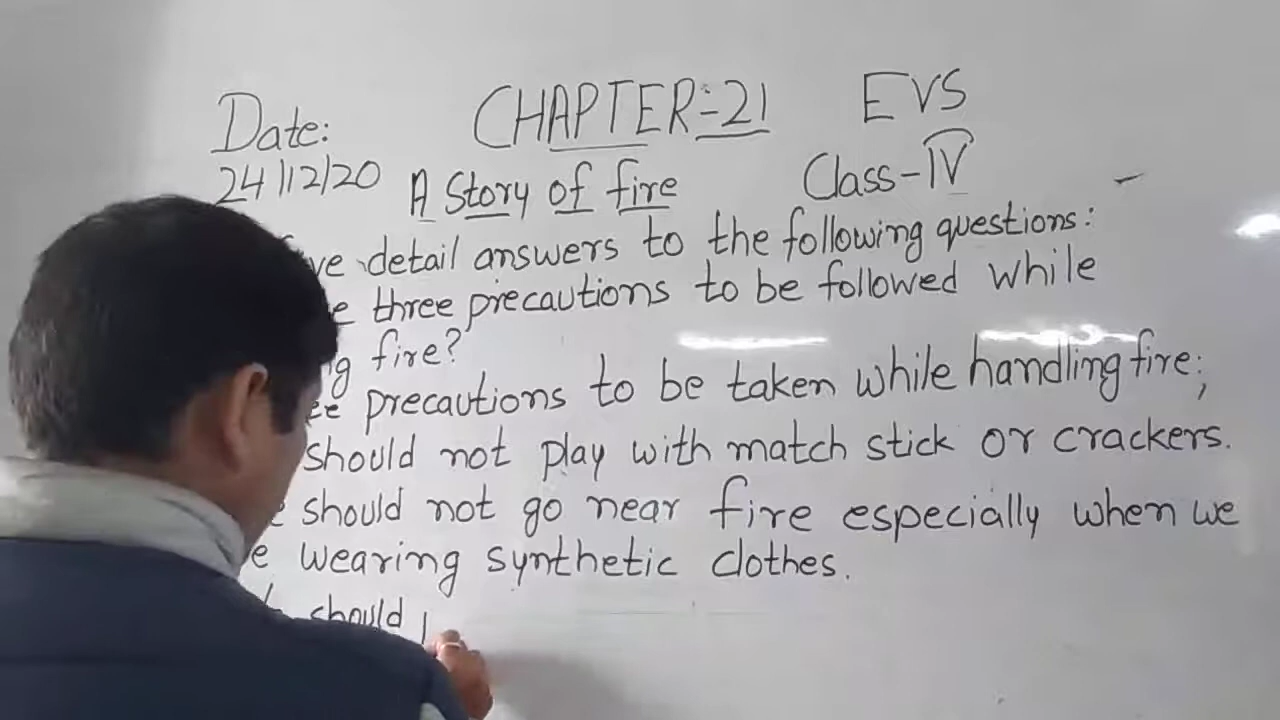 Date: CHAPTER:-21 EVS
24/12/20 A Story of fire Class-IV
detail answers to the following questions:
three precautions to be followed while
fire?
precautions to be taken while handling fire;
should not play with match stick or crackers.
should not go near fire especially when we
wearing synthetic clothes.
should